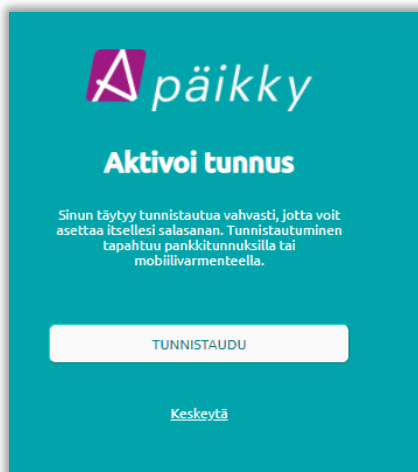 A päikky
Aktivoi tunnus
Sinun täytyy tunnistautua vahvasti, jotta voit
asettaa itsellesi salasanan. Tunnistautuminen
tapahtuu pankkitunnuksilla tai
mobiilivarmenteella.
TUNNISTAUDU
Keskeytä